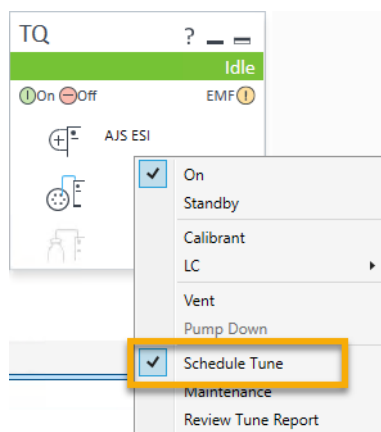 TQ ?
Idle
On Off EMF
AJS ESI
On
Standby
Calibrant
LC
Vent
Pump Down
Schedule Tune
Maintenance
Review Tune Report